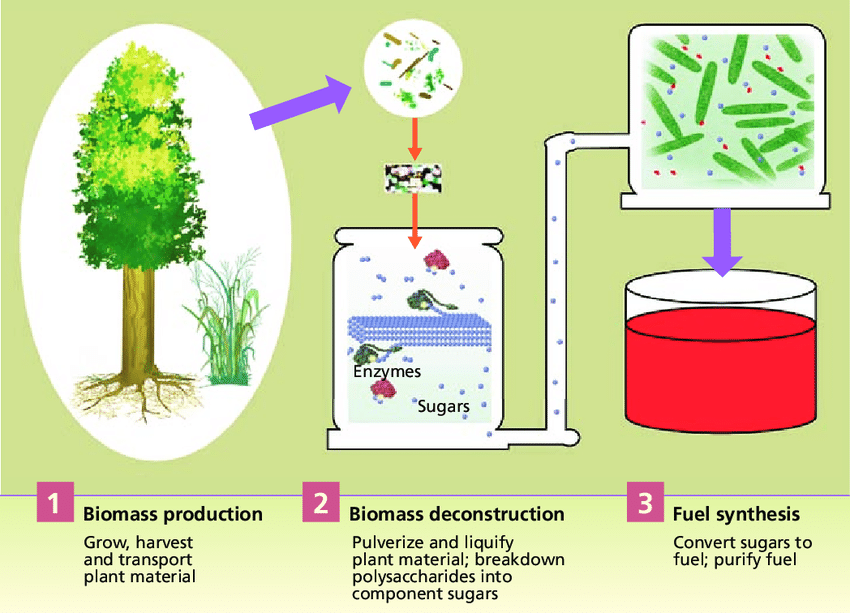 Enzymes
Sugars
1 Biomass production
Grow, harvest
and transport
plant material
2 Biomass deconstruction
Pulverize and liquify
plant material; breakdown
polysaccharides into
component sugars
3 Fuel synthesis
Convert sugars to
fuel; purify fuel